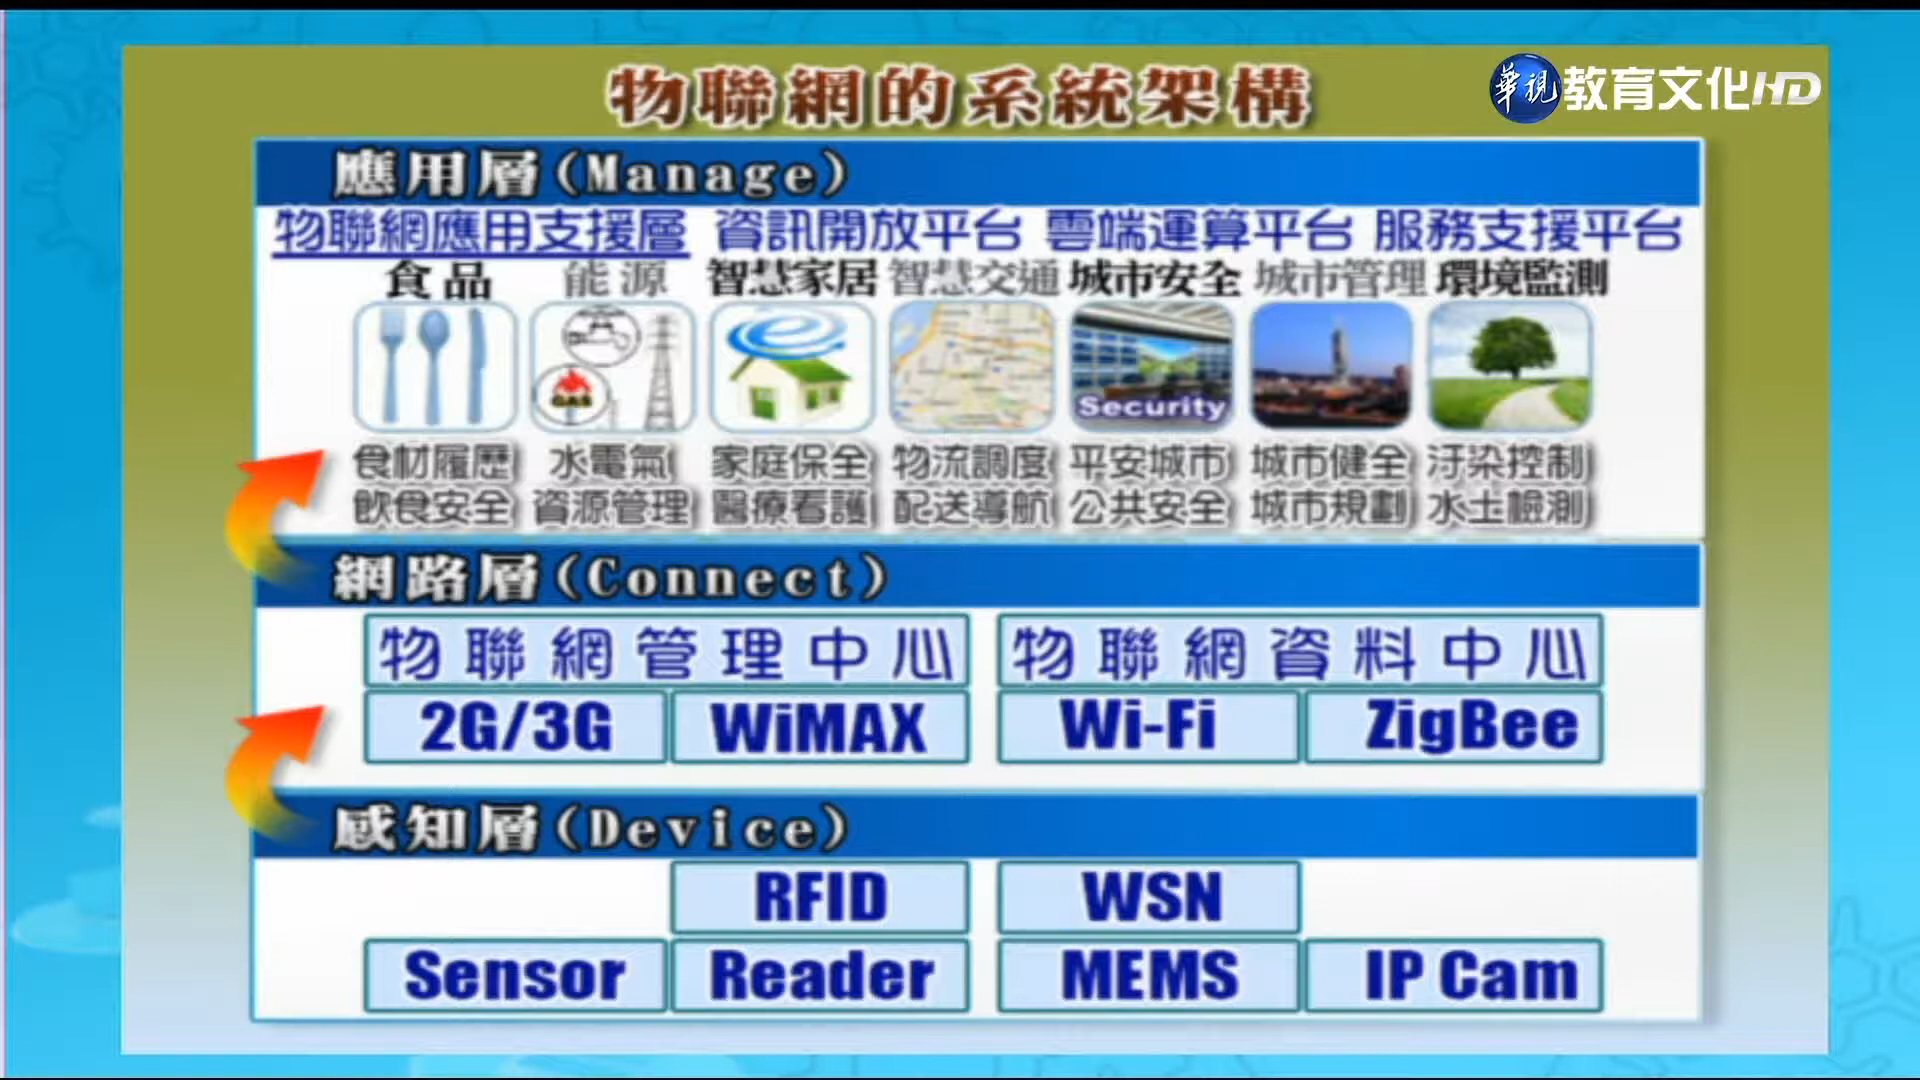 物聯網的系統架構
華視 教育文化HD
應用層(Manage)
物聯網應用支援層 資訊開放平台 雲端運算平台 服務支援平台
食品 能源 智慧家居 智慧交通 城市安全 城市管理 環境監測
GAS
Security
食材履歷 水電氣 家庭保全 物流調度 平安城市 城市健全 汙染控制
飲食安全 資源管理 醫療看護 配送導航 公共安全 城市規劃 水土檢測
網路層(Connect)
物聯網管理中心 物聯網資料中心
2G/3G WiMAX Wi-Fi ZigBee
感知層(Device)
RFID WSN
Sensor Reader MEMS IP Cam